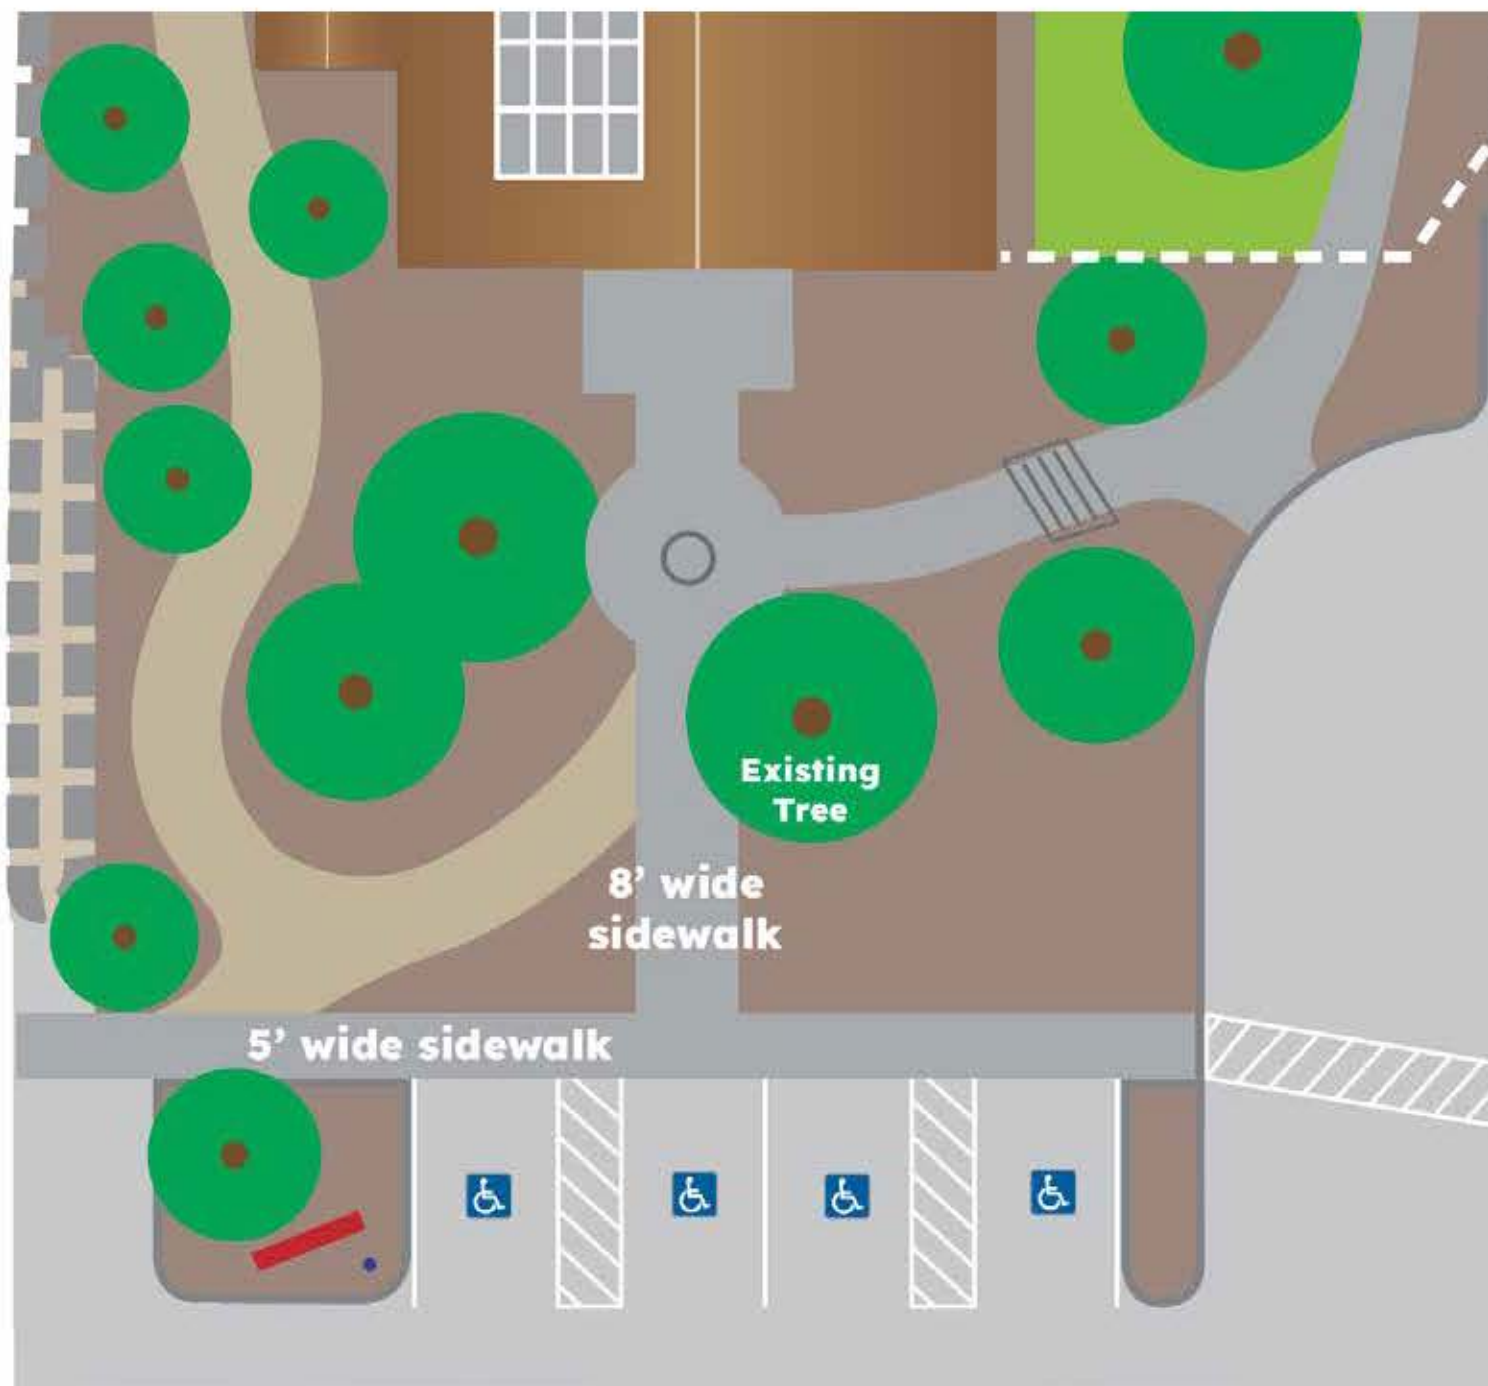 Existing
Tree
8’ wide
sidewalk
5’ wide sidewalk